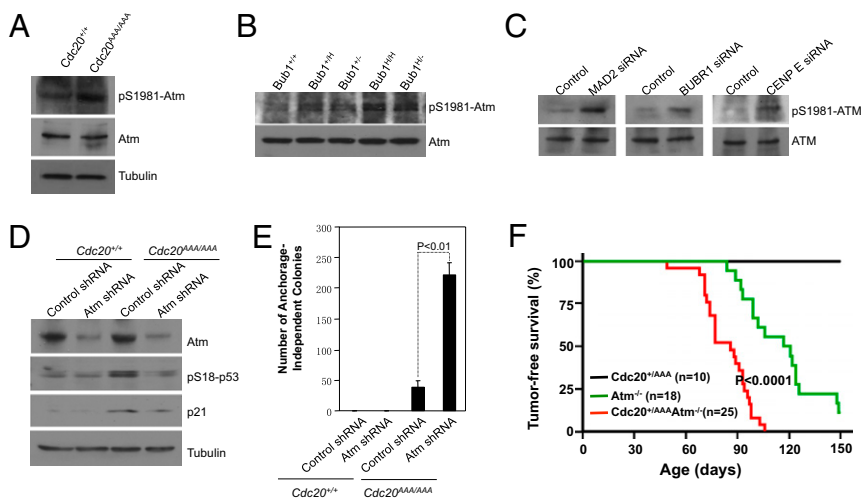 A
Cdc20+/+
Cdc20AAA/AAA
pS1981-Atm
Atm
Tubulin
B
Bub1+/+
Bub1+/H
Bub1+/-
Bub1H/H
Bub1H/-
pS1981-Atm
Atm
C
Control
MAD2 siRNA
Control
BUBR1 siRNA
Control
CENP E siRNA
pS1981-ATM
ATM
D
Cdc20+/+
Cdc20AAA/AAA
Control shRNA
Atm shRNA
Control shRNA
Atm shRNA
Atm
pS18-p53
p21
Tubulin
E
Number of Anchorage-
Independent Colonies
300
250
200
150
100
50
0
P<0.01
Control shRNA
Atm shRNA
Control shRNA
Atm shRNA
Cdc20+/+
Cdc20AAA/AAA
F
Tumor-free survival (%)
100
75
50
25
0
Cdc20+/AAA (n=10)
P<0.0001
Atm-/- (n=18)
Cdc20+/AAAAtm-/-(n=25)
0 30 60 90 120 150
Age (days)